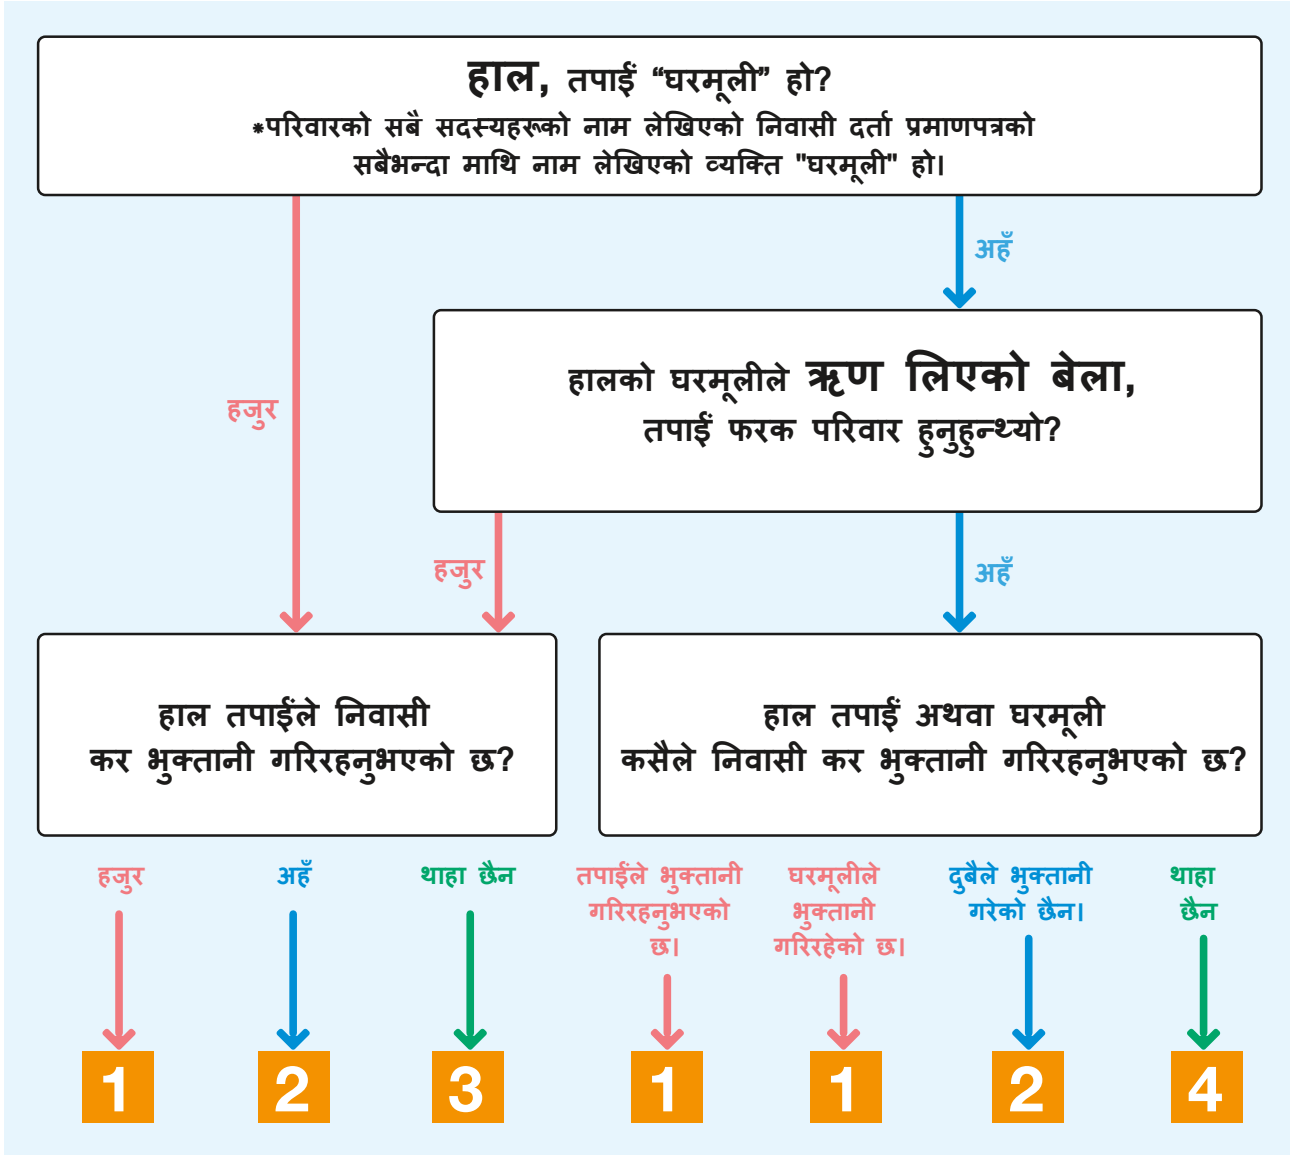 हाल, तपाईं “घरमूली” हो?
*परिवारको सबै सदस्यहरूको नाम लेखिएको निवासी दर्ता प्रमाणपत्रको
सबैभन्दा माथि नाम लेखिएको व्यक्ति "घरमूली" हो।
अहँ
हालको घरमूलीले ऋण लिएको बेला,
तपाईं फरक परिवार हुनुहुन्थ्यो?
हजुर
हजुर
अहँ
हाल तपाईंले निवासी
कर भुक्तानी गरिरहनुभएको छ?
हाल तपाईं अथवा घरमूली
कसैले निवासी कर भुक्तानी गरिरहनुभएको छ?
हजुर
अहँ
थाहा छैन
तपाईंले भुक्तानी
गरिरहनुभएको
छ।
घरमूलीले
भुक्तानी
गरिरहेको छ।
दुबैले भुक्तानी
गरेको छैन।
थाहा
छैन
1
2
3
1
1
2
4